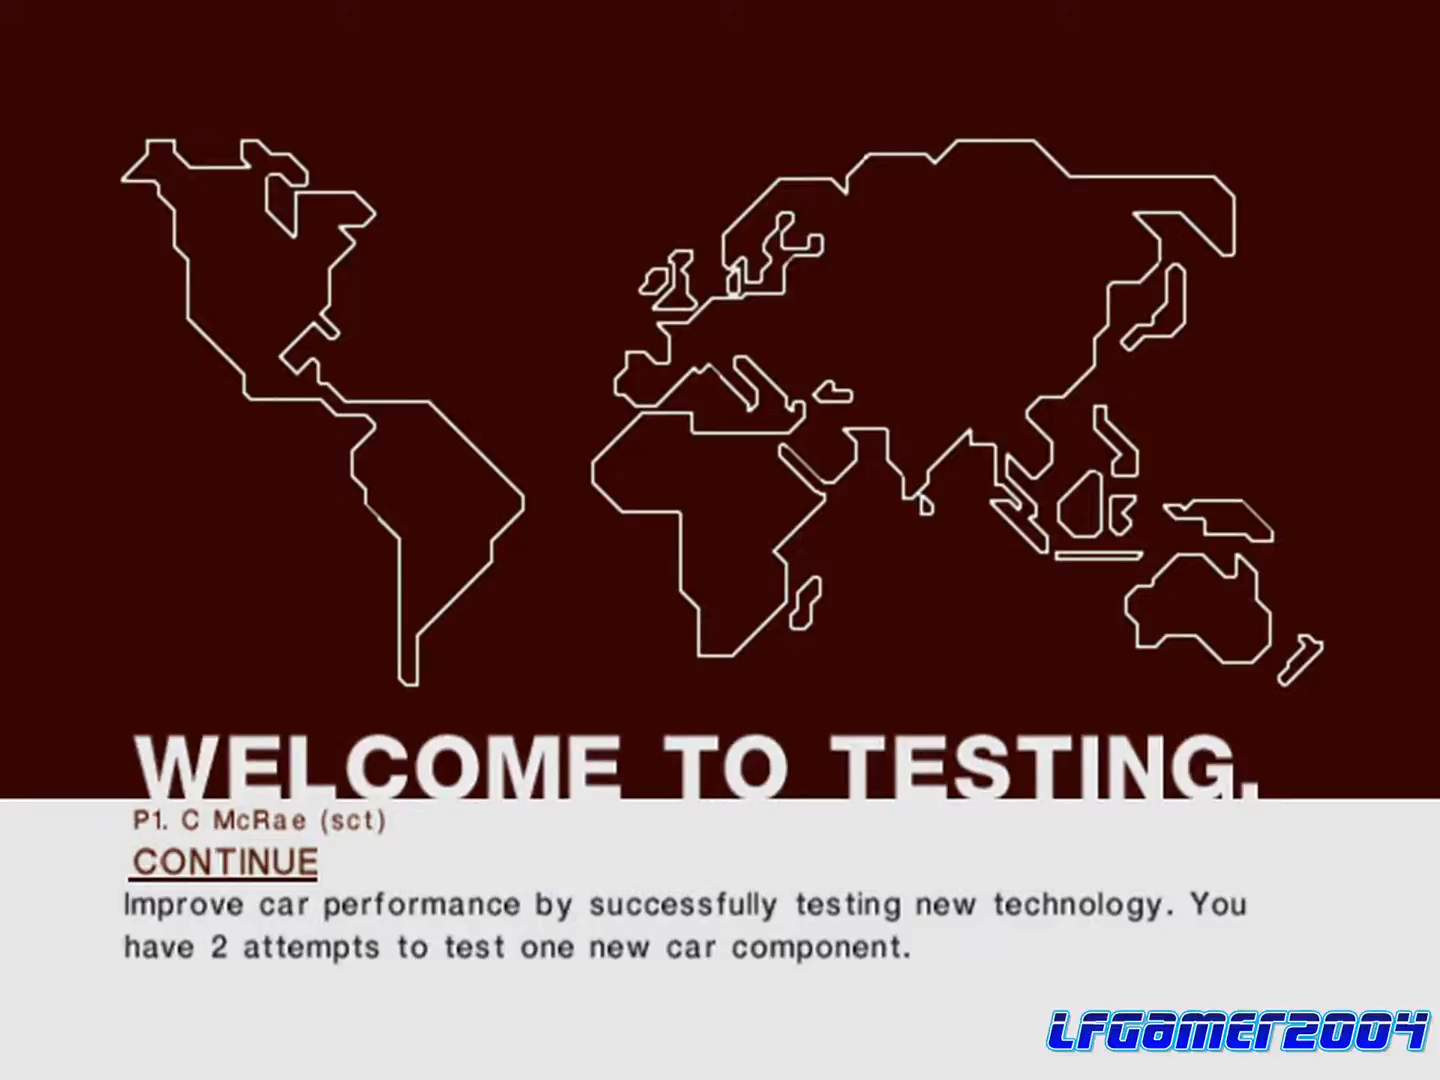 WELCOME TO TESTING.
P1. C McRae (sct)
CONTINUE
Improve car performance by successfully testing new technology. You
have 2 attempts to test one new car component.
LFGamer2004